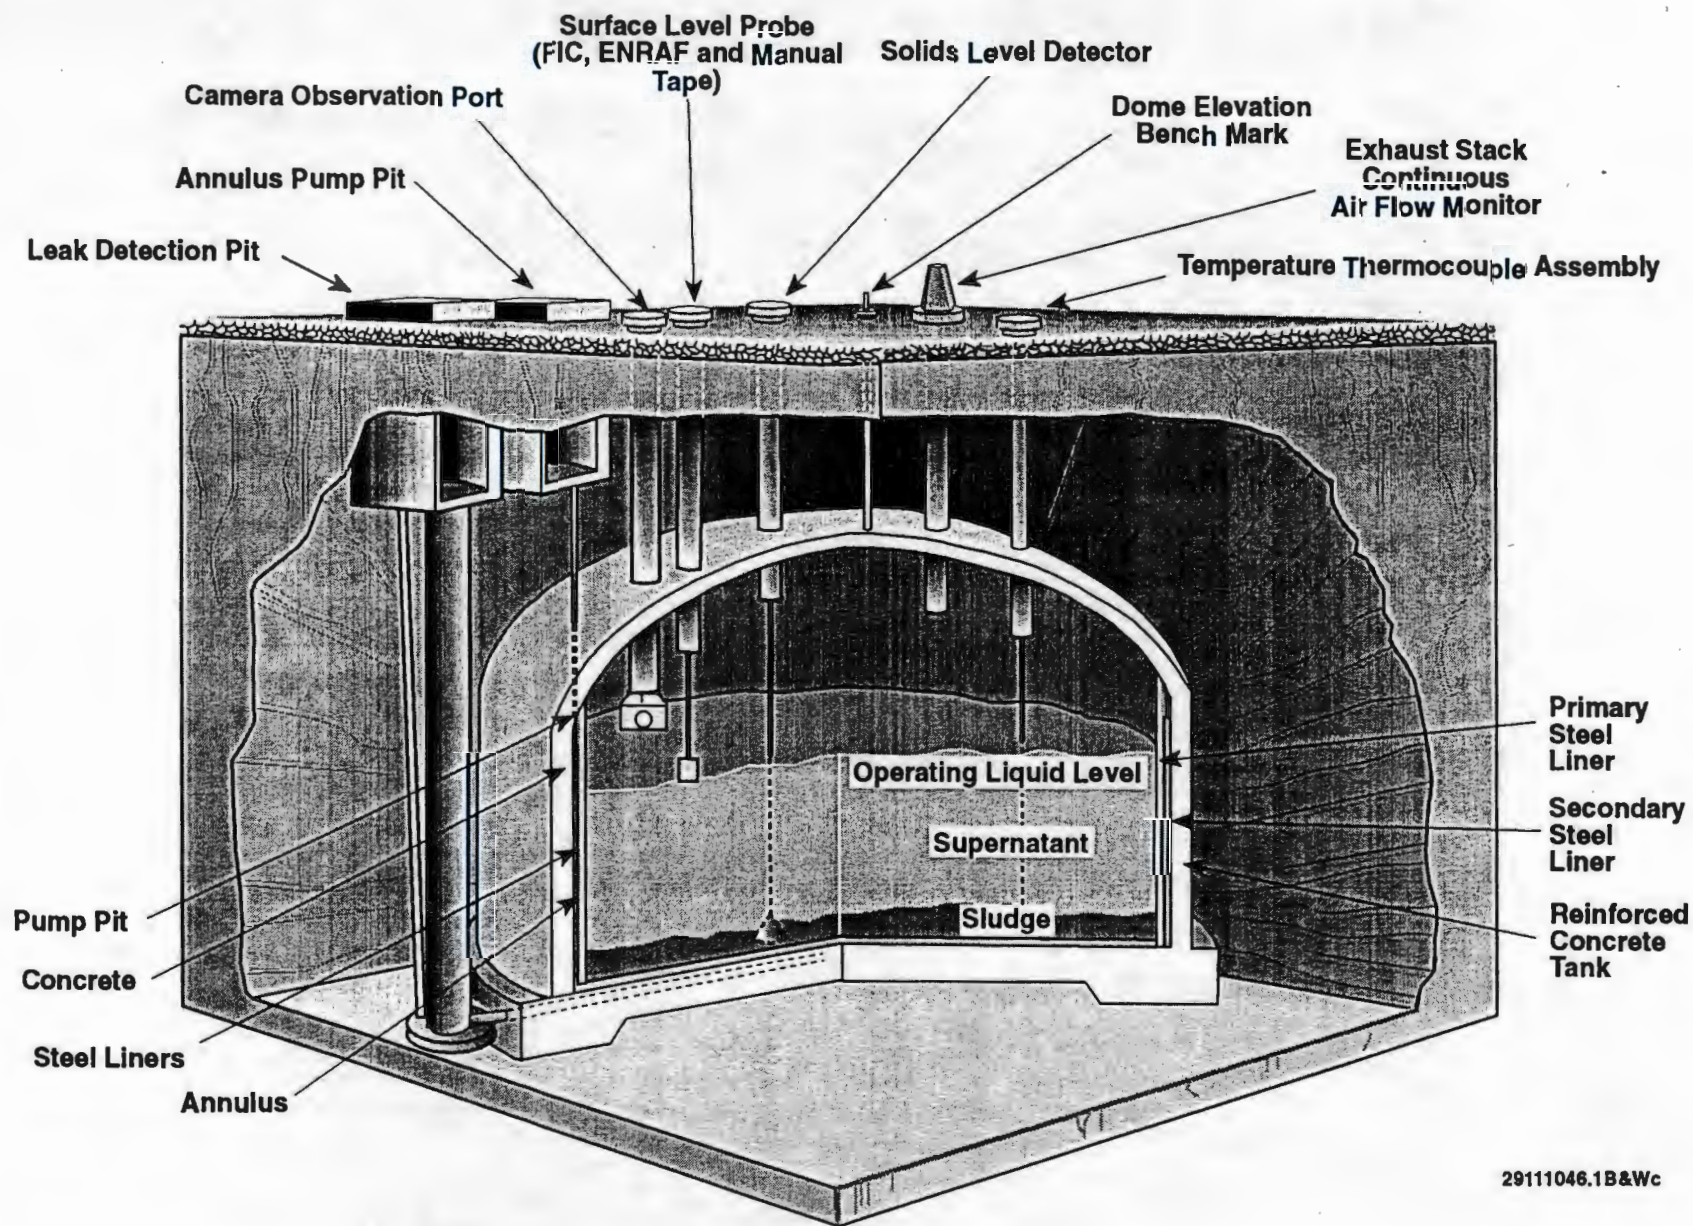 Surface Level Probe
(FIC, ENRAF and Manual
Tape)
Solids Level Detector
Camera Observation Port
Dome Elevation
Bench Mark
Exhaust Stack
Continuous
Air Flow Monitor
Annulus Pump Pit
Leak Detection Pit
Temperature Thermocouple Assembly
Operating Liquid Level
Supernatant
Sludge
Primary
Steel
Liner
Secondary
Steel
Liner
Reinforced
Concrete
Tank
Pump Pit
Concrete
Steel Liners
Annulus
29111046.1B&Wc